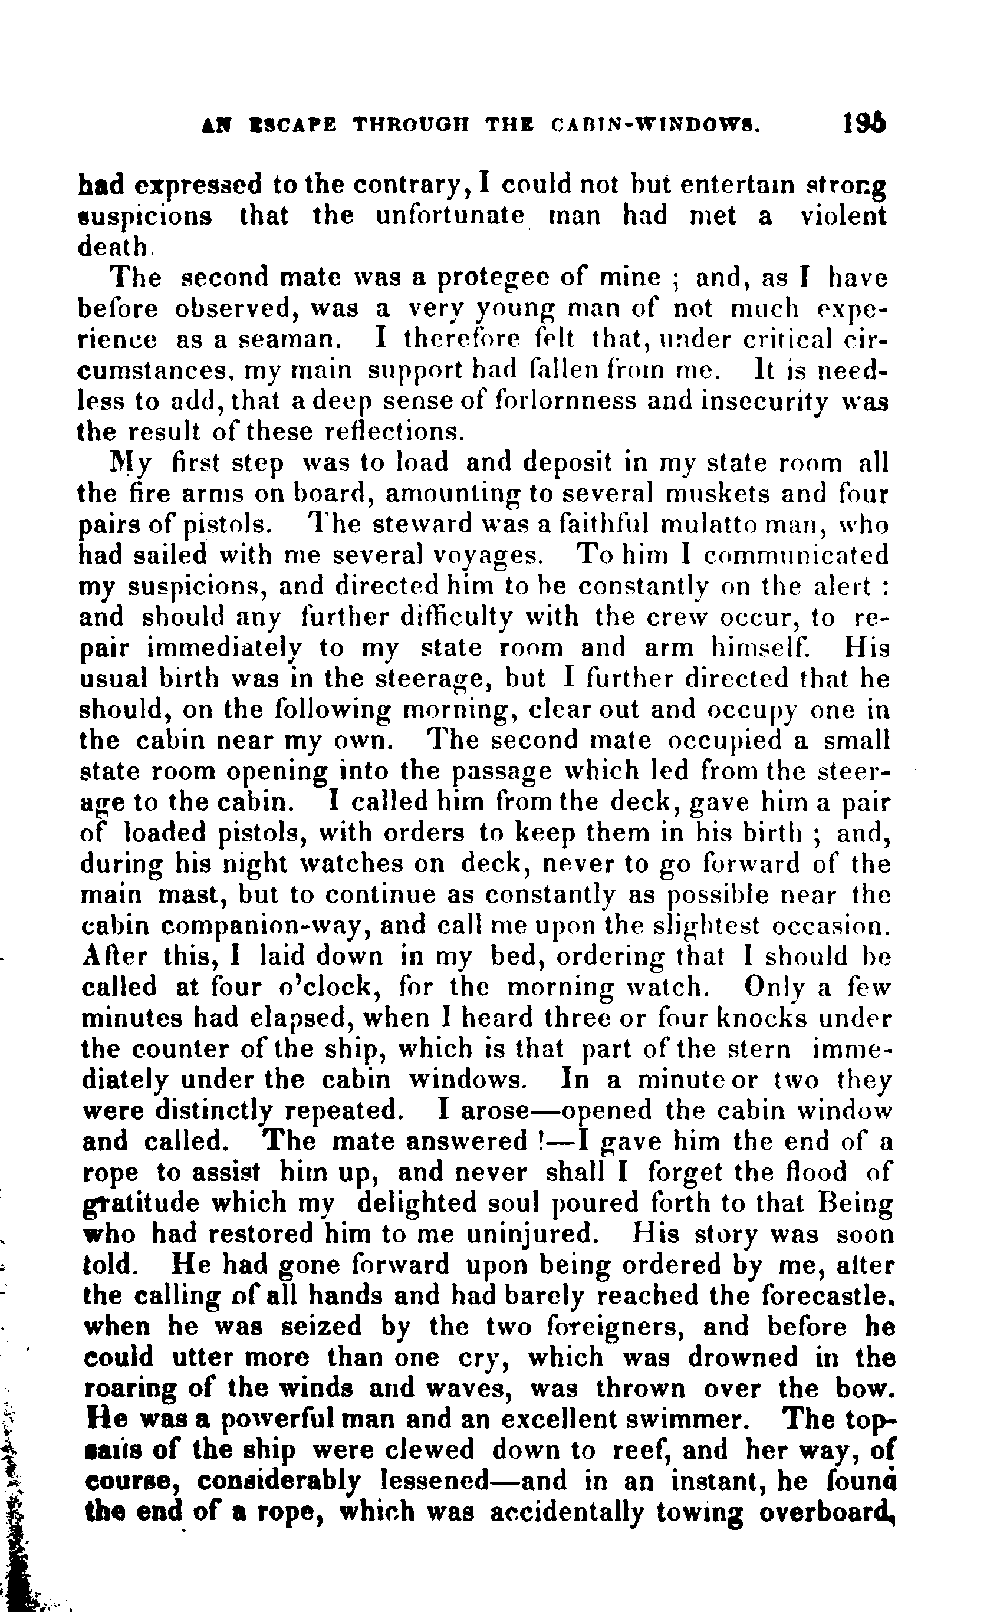 AN ESCAPE THROUGH THE CABIN-WINDOWS. 195
had expressed to the contrary, I could not but entertain strong
suspicions that the unfortunate man had met a violent
death.
The second mate was a protegee of mine ; and, as I have
before observed, was a very young man of not much expe-
rience as a seaman. I therefore felt that, under critical cir-
cumstances, my main support had fallen from me. It is need-
less to add, that a deep sense of forlornness and insecurity was
the result of these reflections.
My first step was to load and deposit in my state room all
the fire arms on board, amounting to several muskets and four
pairs of pistols. The steward was a faithful mulatto man, who
had sailed with me several voyages. To him I communicated
my suspicions, and directed him to be constantly on the alert :
and should any further difficulty with the crew occur, to re-
pair immediately to my state room and arm himself. His
usual birth was in the steerage, but I further directed that he
should, on the following morning, clear out and occupy one in
the cabin near my own. The second mate occupied a small
state room opening into the passage which led from the steer-
age to the cabin. I called him from the deck, gave him a pair
of loaded pistols, with orders to keep them in his birth ; and,
during his night watches on deck, never to go forward of the
main mast, but to continue as constantly as possible near the
cabin companion-way, and call me upon the slightest occasion.
After this, I laid down in my bed, ordering that I should be
called at four o'clock, for the morning watch. Only a few
minutes had elapsed, when I heard three or four knocks under
the counter of the ship, which is that part of the stern imme-
diately under the cabin windows. In a minute or two they
were distinctly repeated. I arose—opened the cabin window
and called. The mate answered !—I gave him the end of a
rope to assist him up, and never shall I forget the flood of
gratitude which my delighted soul poured forth to that Being
who had restored him to me uninjured. His story was soon
told. He had gone forward upon being ordered by me, after
the calling of all hands and had barely reached the forecastle,
when he was seized by the two foreigners, and before he
could utter more than one cry, which was drowned in the
roaring of the winds and waves, was thrown over the bow.
He was a powerful man and an excellent swimmer. The top-
sails of the ship were clewed down to reef, and her way, of
course, considerably lessened—and in an instant, he found
the end of a rope, which was accidentally towing overboard,